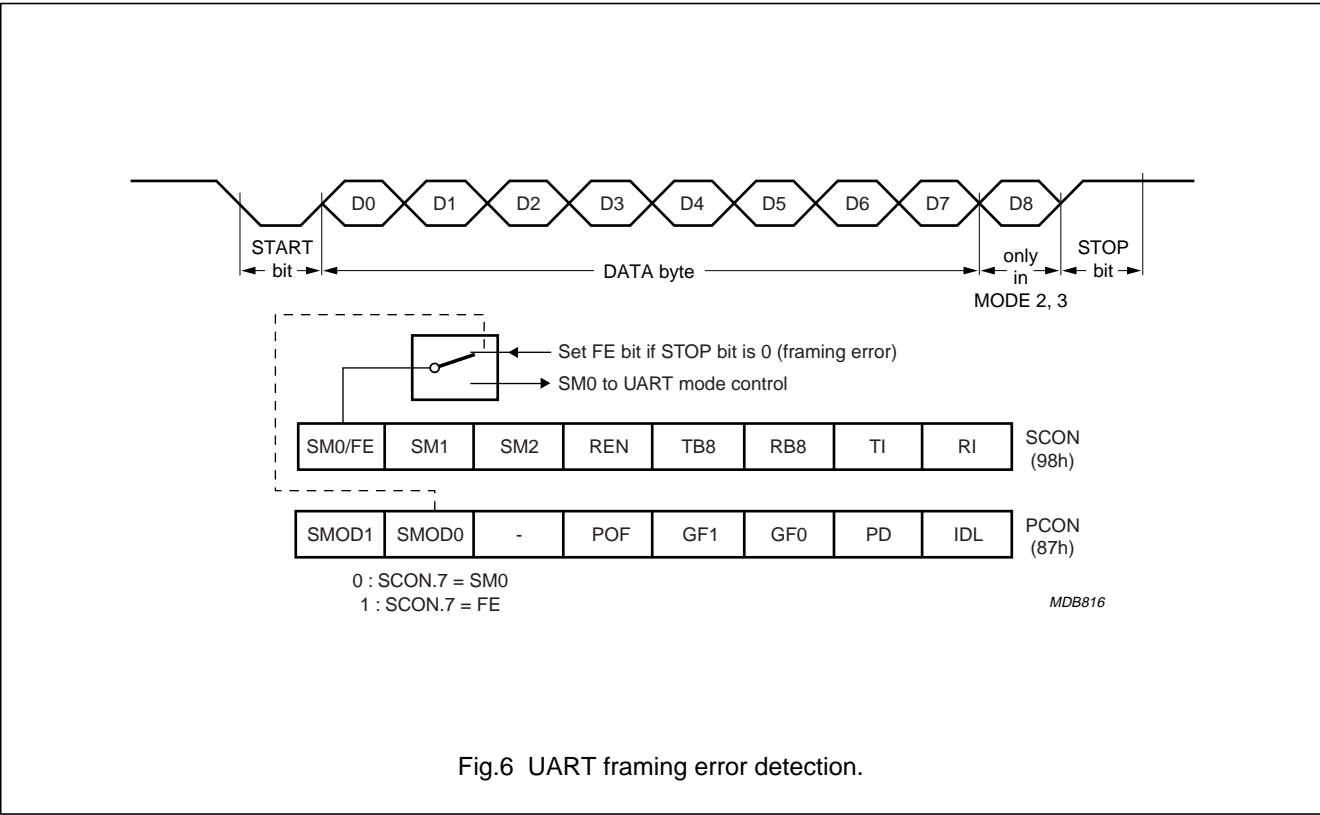 D0 D1 D2 D3 D4 D5 D6 D7 D8
START
bit
DATA byte
only
in
MODE 2, 3
STOP
bit
Set FE bit if STOP bit is 0 (framing error)
SM0 to UART mode control
SM0/FE SM1 SM2 REN TB8 RB8 TI RI
SCON
(98h)
SMOD1 SMOD0 - POF GF1 GF0 PD IDL
PCON
(87h)
0 : SCON.7 = SM0
1 : SCON.7 = FE
MDB816
Fig.6 UART framing error detection.